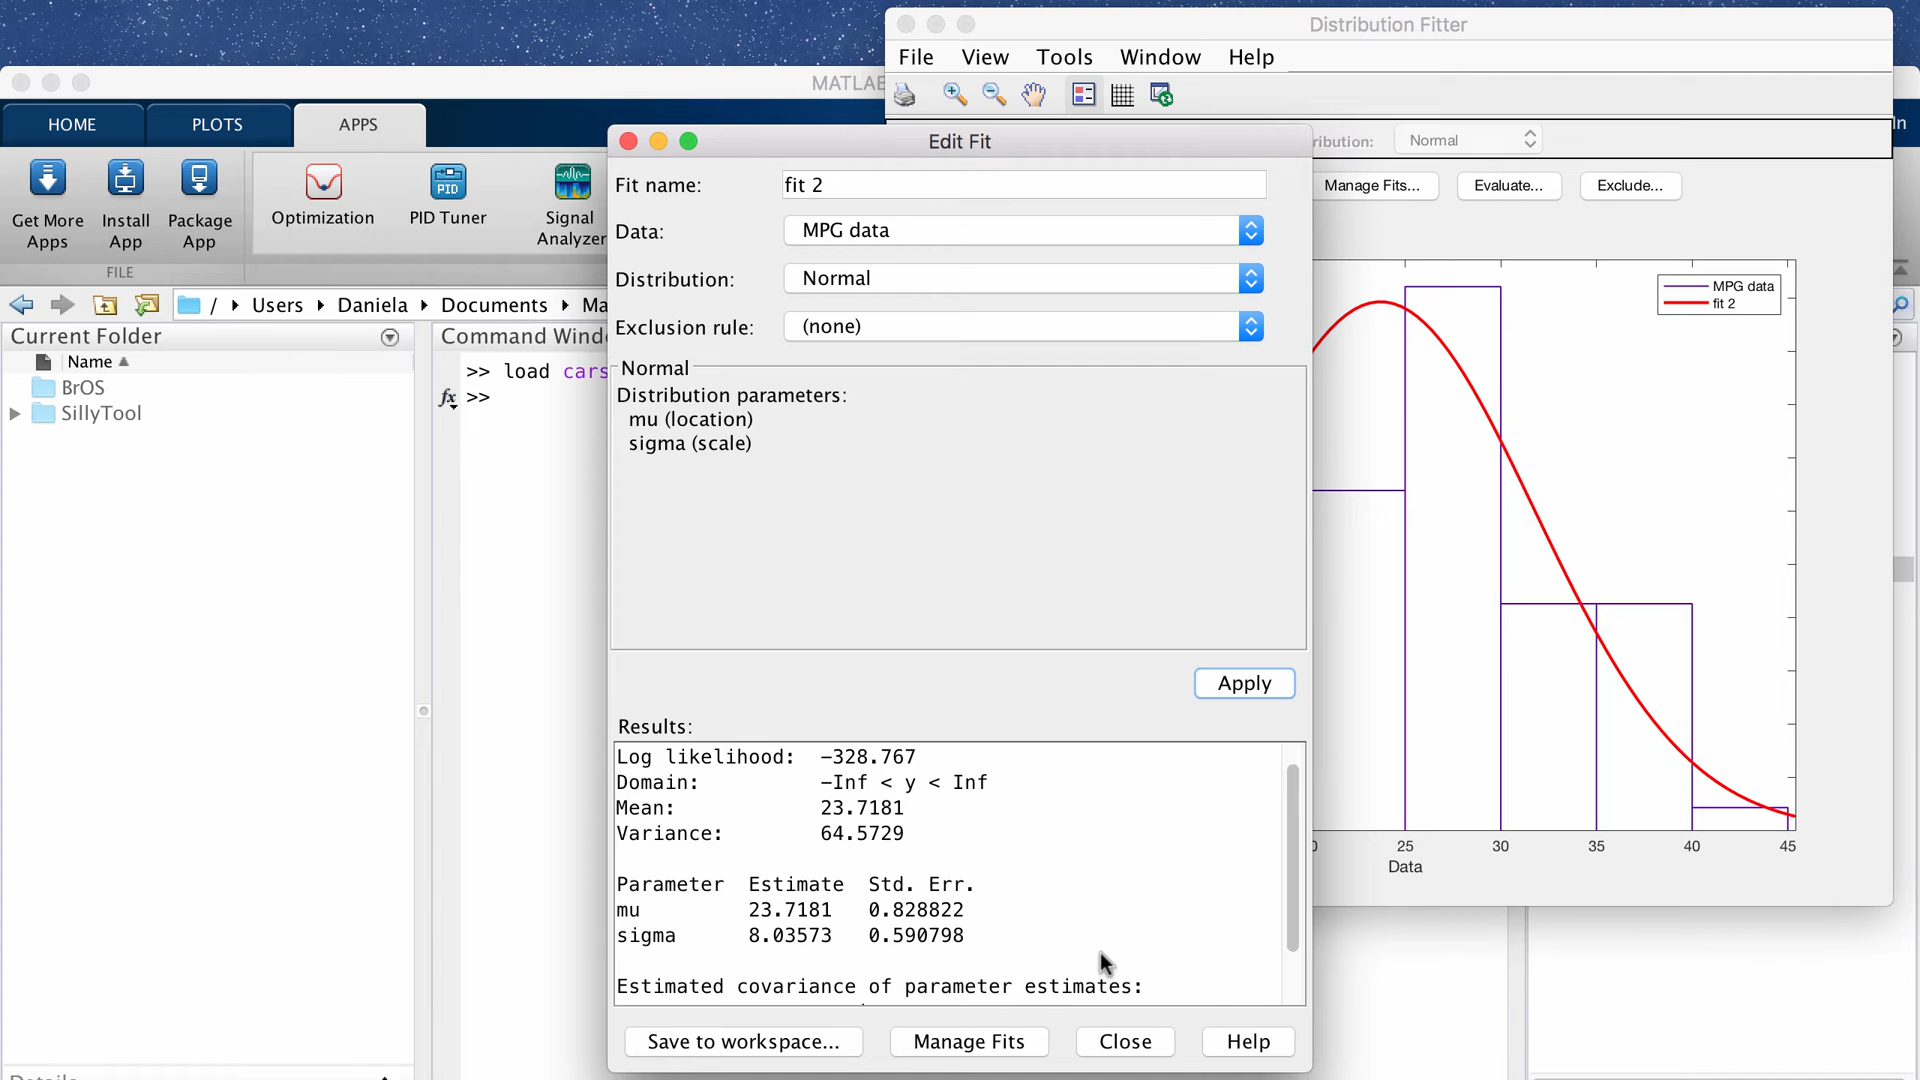 Distribution Fitter
File View Tools Window Help
MATLAB
HOME PLOTS APPS
Get More Apps
Install App
Package App
Optimization
PID Tuner
Signal Analyzer
FILE
/ Users Daniela Documents
Current Folder
Name
BrOS
SillyTool
Command
>> load cars
fx >>
Edit Fit
Fit name: fit 2
Data: MPG data
Distribution: Normal
Exclusion rule: (none)
Normal
Distribution parameters:
mu (location)
sigma (scale)
Apply
Results:
Log likelihood: -328.767
Domain: -Inf < y < Inf
Mean: 23.7181
Variance: 64.5729
Parameter Estimate Std. Err.
mu 23.7181 0.828822
sigma 8.03573 0.590798
Estimated covariance of parameter estimates:
Save to workspace... Manage Fits Close Help
ribution: Normal
Manage Fits... Evaluate... Exclude...
MPG data
fit 2
25 30 35 40 45
Data